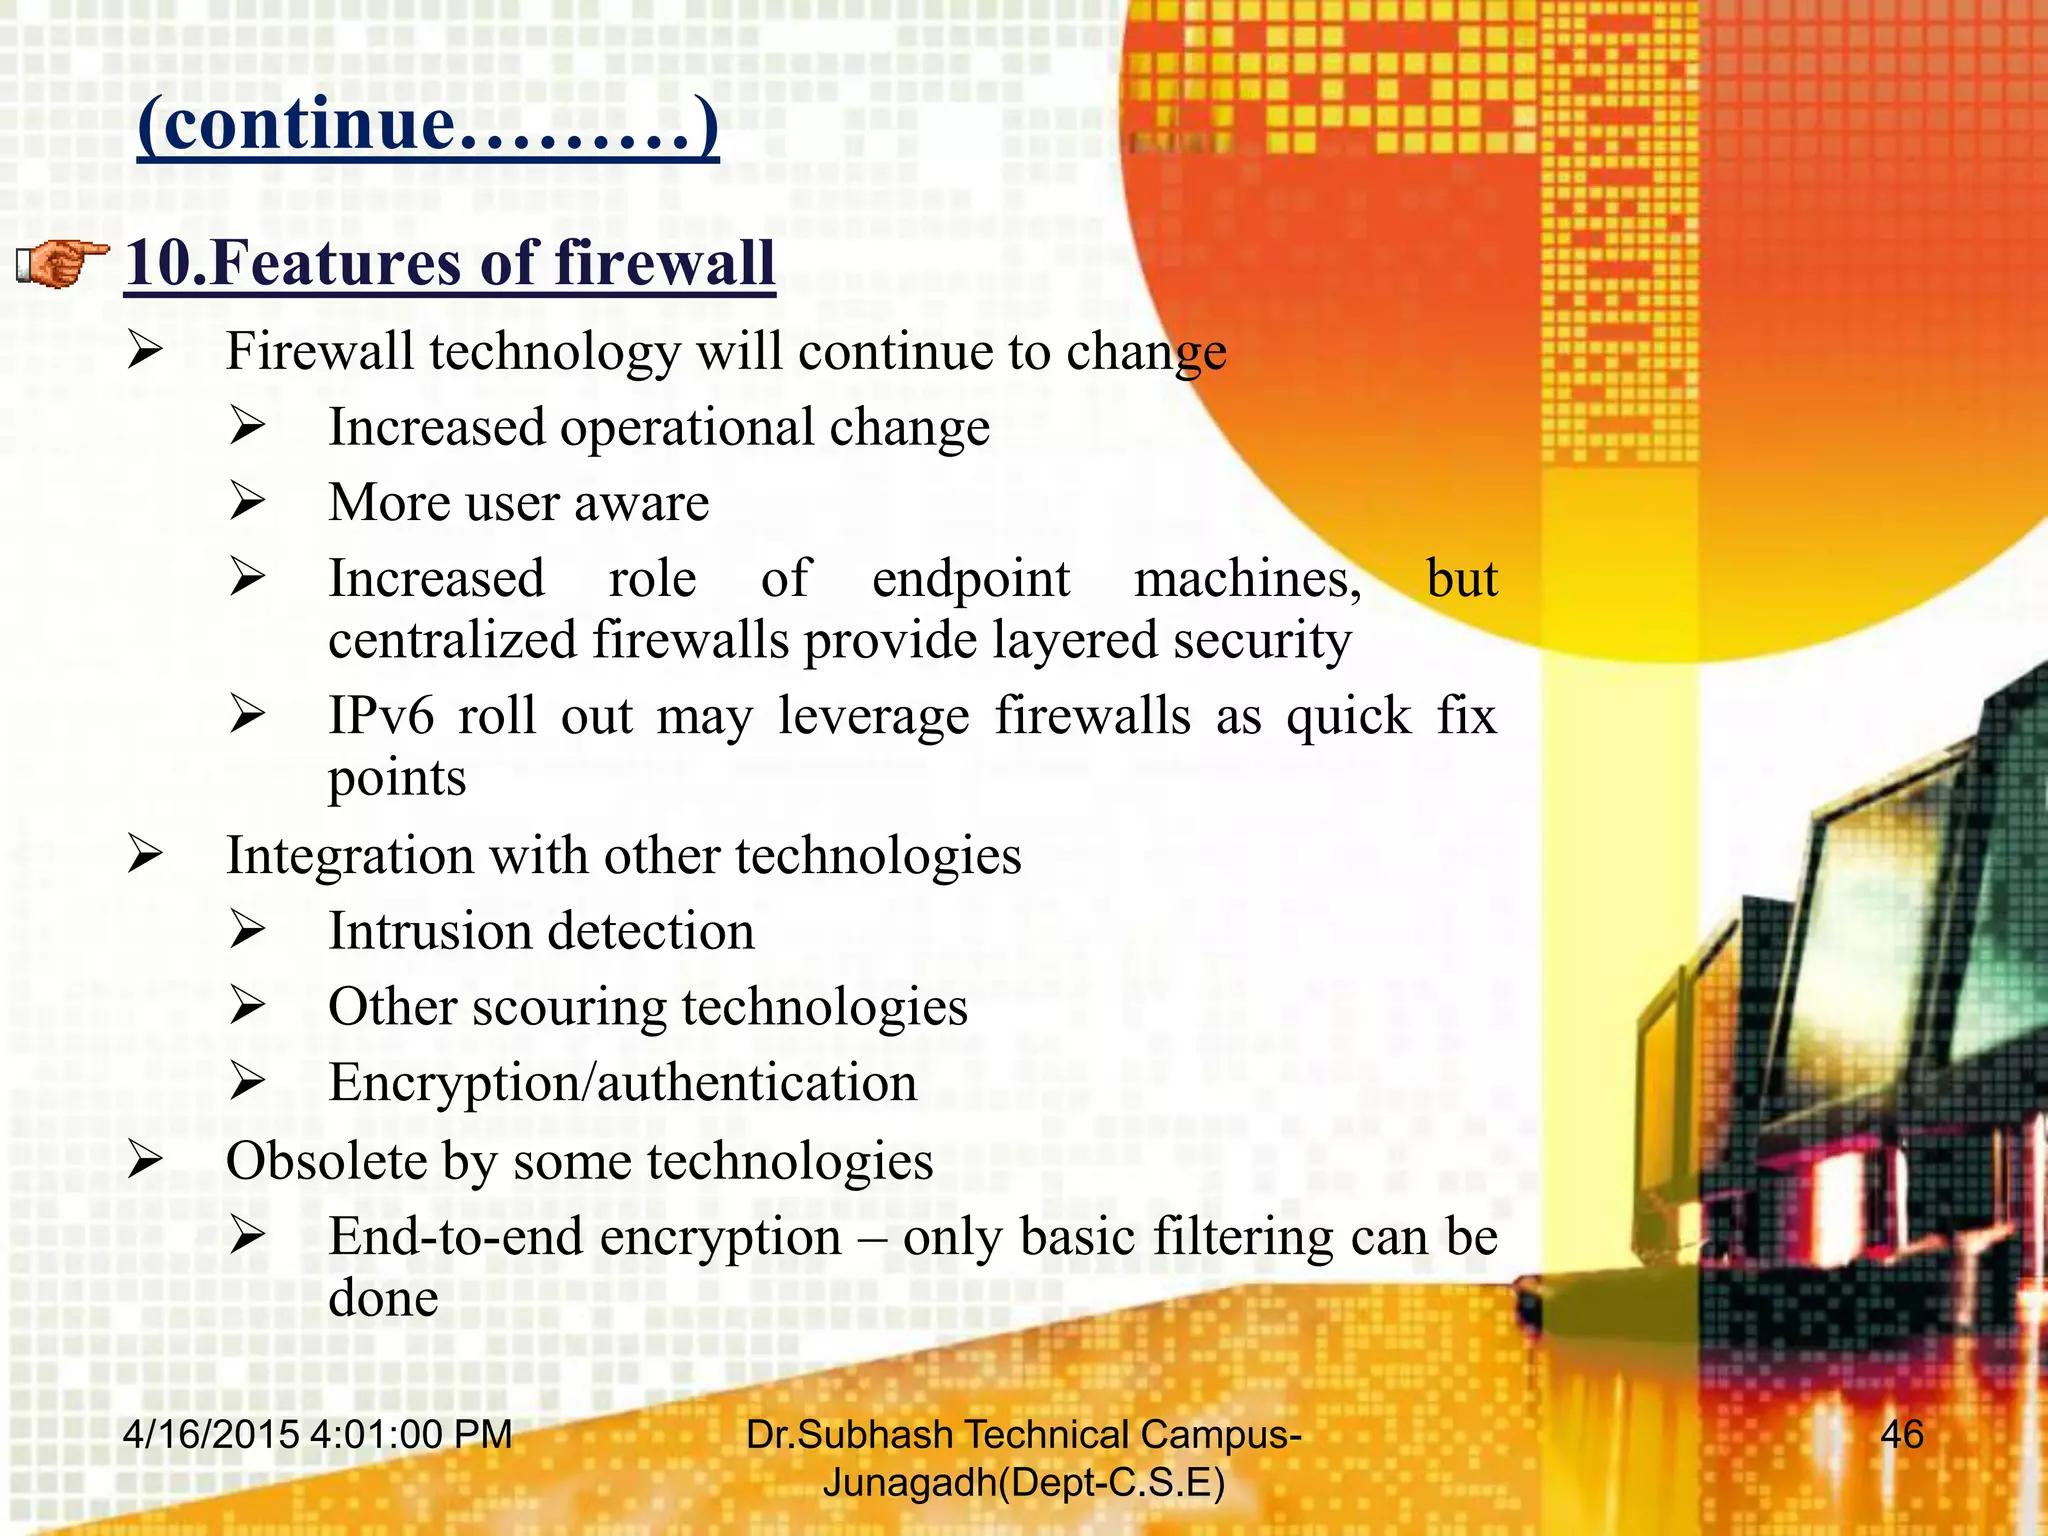 (continue………)
10.Features of firewall
➢ Firewall technology will continue to change
➢ Increased operational change
➢ More user aware
➢ Increased role of endpoint machines, but
centralized firewalls provide layered security
➢ IPv6 roll out may leverage firewalls as quick fix
points
➢ Integration with other technologies
➢ Intrusion detection
➢ Other scouring technologies
➢ Encryption/authentication
➢ Obsolete by some technologies
➢ End-to-end encryption – only basic filtering can be
done
4/16/2015 4:01:00 PM
Dr.Subhash Technical Campus-
Junagadh(Dept-C.S.E)
46